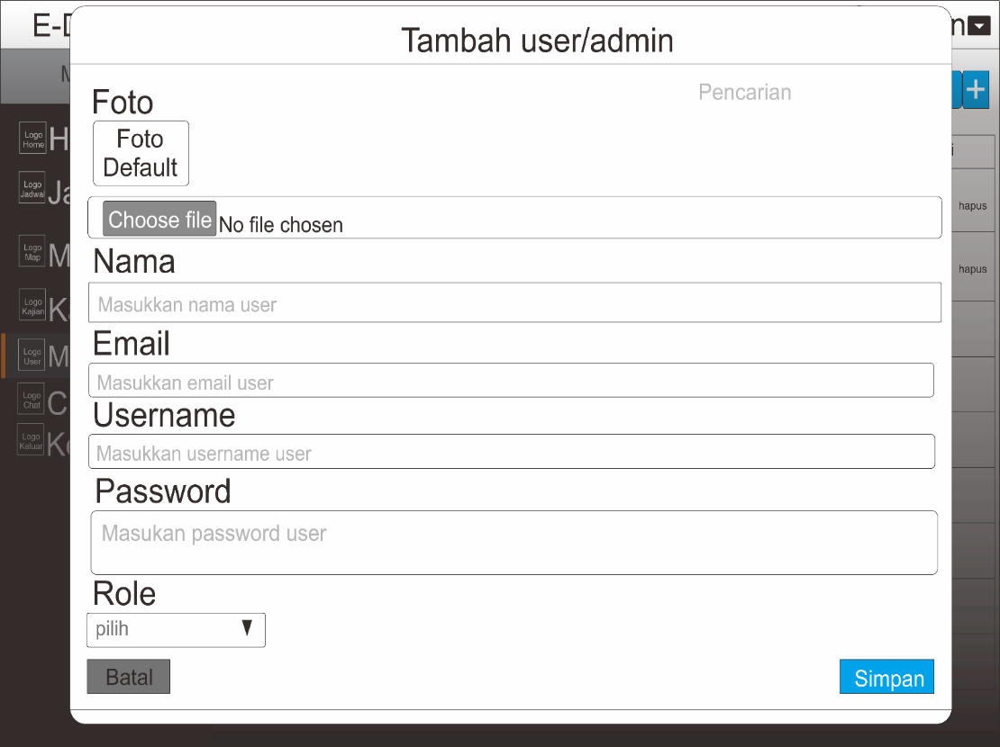 Tambah user/admin
Pencarian
Foto
Foto
Default
Choose file No file chosen
Nama
Masukkan nama user
Email
Masukkan email user
Username
Masukkan username user
Password
Masukan password user
Role
pilih
Batal
Simpan
Logo
Home
Logo
Jadwal
Logo
Map
Logo
Kajian
Logo
User
Logo
Chat
Logo
Keluar
+
hapus
hapus